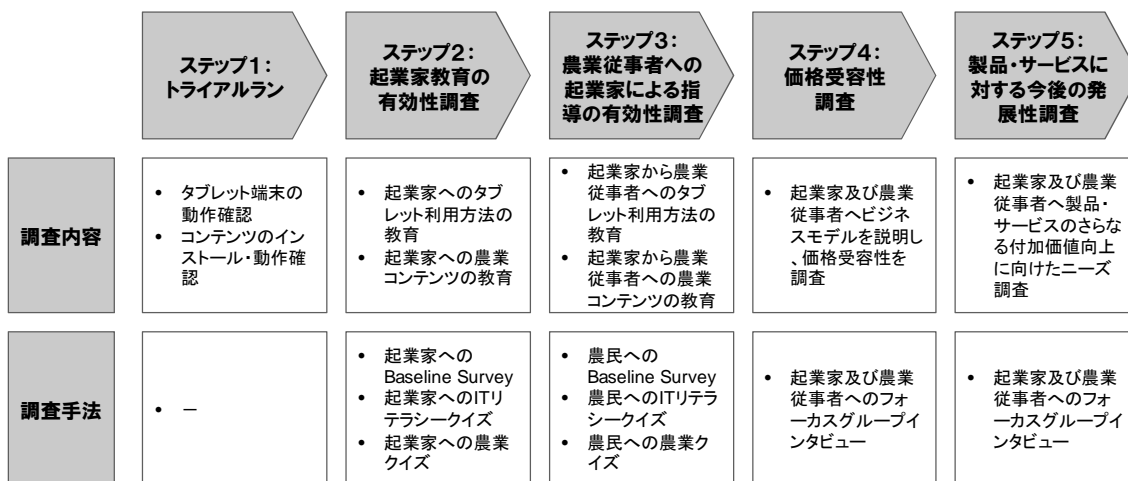 ステップ1：
トライアルラン
ステップ2：
起業家教育の
有効性調査
ステップ3：
農業従事者への
起業家による指
導の有効性調査
ステップ4：
価格受容性
調査
ステップ5：
製品・サービスに
対する今後の発
展性調査
調査内容
• タブレット端末の
動作確認
• コンテンツのイン
ストール・動作確
認
• 起業家へのタブ
レット利用方法の
教育
• 起業家への農業
コンテンツの教育
• 起業家から農業
従事者へのタブ
レット利用方法の
教育
• 起業家から農業
従事者への農業
コンテンツの教育
• 起業家及び農業
従事者へビジネ
スモデルを説明し
、価格受容性を
調査
• 起業家及び農業
従事者へ製品・
サービスのさらな
る付加価値向上
に向けたニーズ
調査
調査手法
• －
• 起業家への
Baseline Survey
• 起業家へのITリ
テラシークイズ
• 起業家への農業
クイズ
• 農民への
Baseline Survey
• 農民へのITリテラ
シークイズ
• 農民への農業ク
イズ
• 起業家及び農業
従事者へのフォ
ーカスグループイ
ンタビュー
• 起業家及び農業
従事者へのフォ
ーカスグループイ
ンタビュー